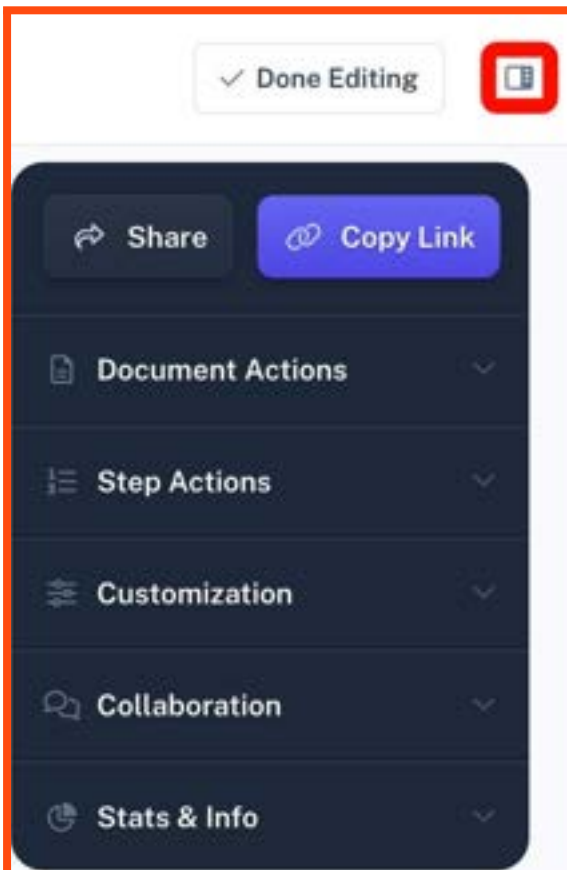 Done Editing
Share
Copy Link
Document Actions
Step Actions
Customization
Collaboration
Stats & Info